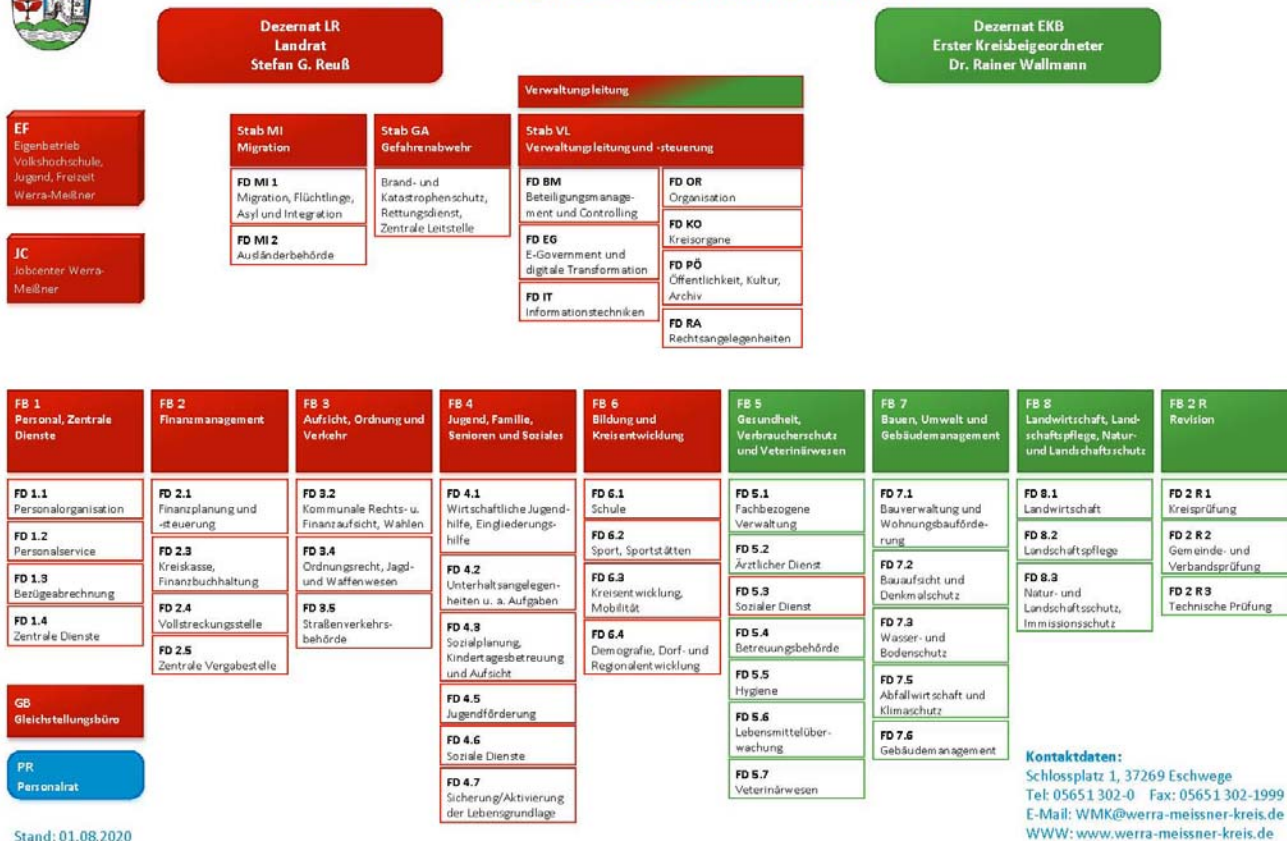 Dezernat LR
Landrat
Stefan G. Reuß
Dezernat EKB
Erster Kreisbeigeordneter
Dr. Rainer Wallmann
Verwaltungsleitung
EF
Eigenbetrieb
Volkshochschule,
Jugend, Freizeit
Werra-Meißner
JC
Jobcenter Werra-
Meißner
Stab MI
Migration
FD MI 1
Migration, Flüchtlinge,
Asyl und Integration
FD MI 2
Ausländerbehörde
Stab GA
Gefahrenabwehr
Brand- und
Katastrophenschutz,
Rettungsdienst,
Zentrale Leitstelle
Stab VL
Verwaltungsleitung und -steuerung
FD BM
Beteiligungsmanage-
ment und Controlling
FD EG
E-Government und
digitale Transformation
FD IT
Informationstechniken
FD OR
Organisation
FD KO
Kreisorgane
FD PÖ
Öffentlichkeit, Kultur,
Archiv
FD RA
Rechtsangelegenheiten
FB 1
Personal, Zentrale
Dienste
FD 1.1
Personalorganisation
FD 1.2
Personalservice
FD 1.3
Bezügeabrechnung
FD 1.4
Zentrale Dienste
FB 2
Finanzmanagement
FD 2.1
Finanzplanung und
-steuerung
FD 2.3
Kreiskasse,
Finanzbuchhaltung
FD 2.4
Vollstreckungsstelle
FD 2.5
Zentrale Vergabestelle
FB 3
Aufsicht, Ordnung und
Verkehr
FD 3.2
Kommunale Rechts- u.
Finanzaufsicht, Wahlen
FD 3.4
Ordnungsrecht, Jagd-
und Waffenwesen
FD 3.5
Straßenverkehrs-
behörde
FB 4
Jugend, Familie,
Senioren und Soziales
FD 4.1
Wirtschaftliche Jugend-
hilfe, Eingliederungs-
hilfe
FD 4.2
Unterhaltsangelegen-
heiten u. a. Aufgaben
FD 4.3
Sozialplanung,
Kindertagesbetreuung
und Aufsicht
FD 4.5
Jugendförderung
FD 4.6
Soziale Dienste
FD 4.7
Sicherung/Aktivierung
der Lebensgrundlage
FB 6
Bildung und
Kreisentwicklung
FD 6.1
Schule
FD 6.2
Sport, Sportstätten
FD 6.3
Kreisentwicklung,
Mobilität
FD 6.4
Demografie, Dorf- und
Regionalentwicklung
FB 5
Gesundheit,
Verbraucherschutz
und Veterinärwesen
FD 5.1
Fachbezogene
Verwaltung
FD 5.2
Ärztlicher Dienst
FD 5.3
Sozialer Dienst
FD 5.4
Betreuungsbehörde
FD 5.5
Hygiene
FD 5.6
Lebensmittelüber-
wachung
FD 5.7
Veterinärwesen
FB 7
Bauen, Umwelt und
Gebäudemanagement
FD 7.1
Bauverwaltung und
Wohnungsbauförde-
rung
FD 7.2
Bauaufsicht und
Denkmalschutz
FD 7.3
Wasser- und
Bodenschutz
FD 7.5
Abfallwirtschaft und
Klimaschutz
FD 7.6
Gebäudemanagement
FB 8
Landwirtschaft, Land-
schaftspflege, Natur-
und Landschaftsschutz
FD 8.1
Landwirtschaft
FD 8.2
Landschaftspflege
FD 8.3
Natur- und
Landschaftsschutz,
Immissionsschutz
FB 2 R
Revision
FD 2 R 1
Kreisprüfung
FD 2 R 2
Gemeinde- und
Verbandsprüfung
FD 2 R 3
Technische Prüfung
GB
Gleichstellungsbüro
PR
Personalrat
Stand: 01.08.2020
Kontaktdaten:
Schlossplatz 1, 37269 Eschwege
Tel: 05651 302-0 Fax: 05651 302-1999
E-Mail: WMK@werra-meissner-kreis.de
WWW: www.werra-meissner-kreis.de